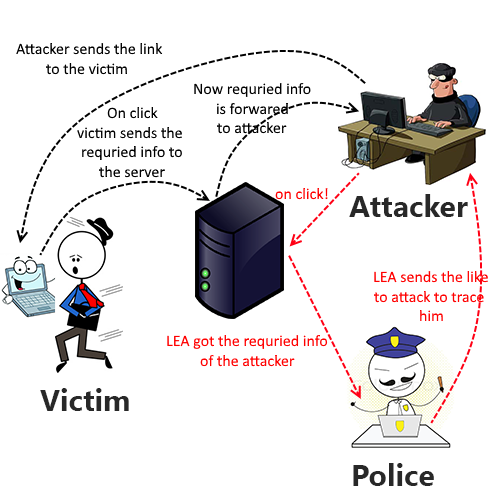 Attacker sends the link
to the victim
Now requried info
is forwared
to attacker
On click
victim sends the
requried info to
the server
on click!
Attacker
LEA sends the like
to attack to trace
him
LEA got the requried info
of the attacker
Victim
Police